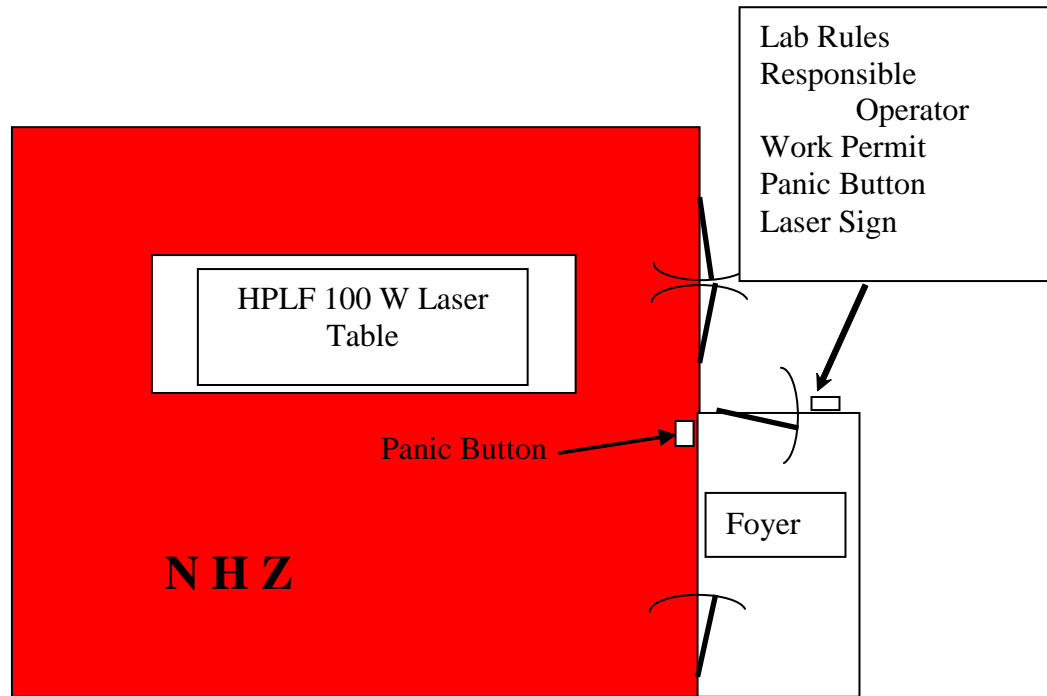 Lab Rules
Responsible
Operator
Work Permit
Panic Button
Laser Sign
HPLF 100 W Laser
Table
Panic Button
Foyer
N H Z